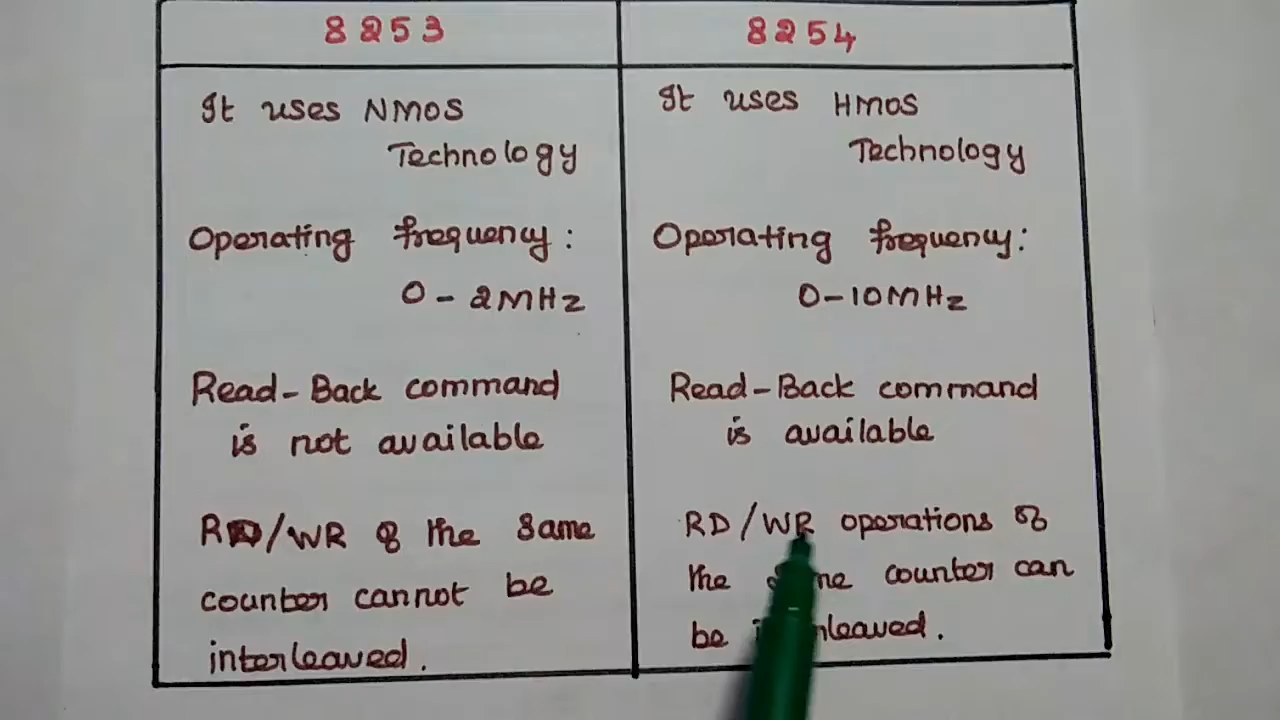 8253
8254
It uses NMOS
Technology
Operating frequency:
0 - 2MHz
Read-Back command
is not available
RD/WR of the same
counter cannot be
interleaved.
It uses HMOS
Technology
Operating frequency:
0-10MHz
Read-Back command
is available
RD/WR operations of
the counter can
be